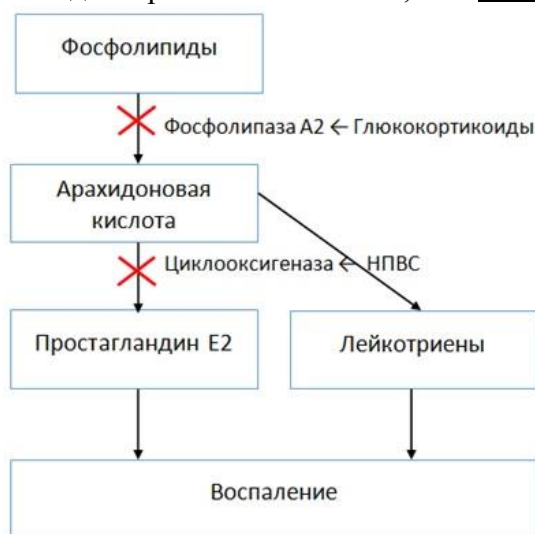 Фосфолипиды
Фосфолипаза А2 ← Глюкокортикоиды
Арахидоновая
кислота
Циклооксигеназа ← НПВС
Простагландин Е2
Лейкотриены
Воспаление